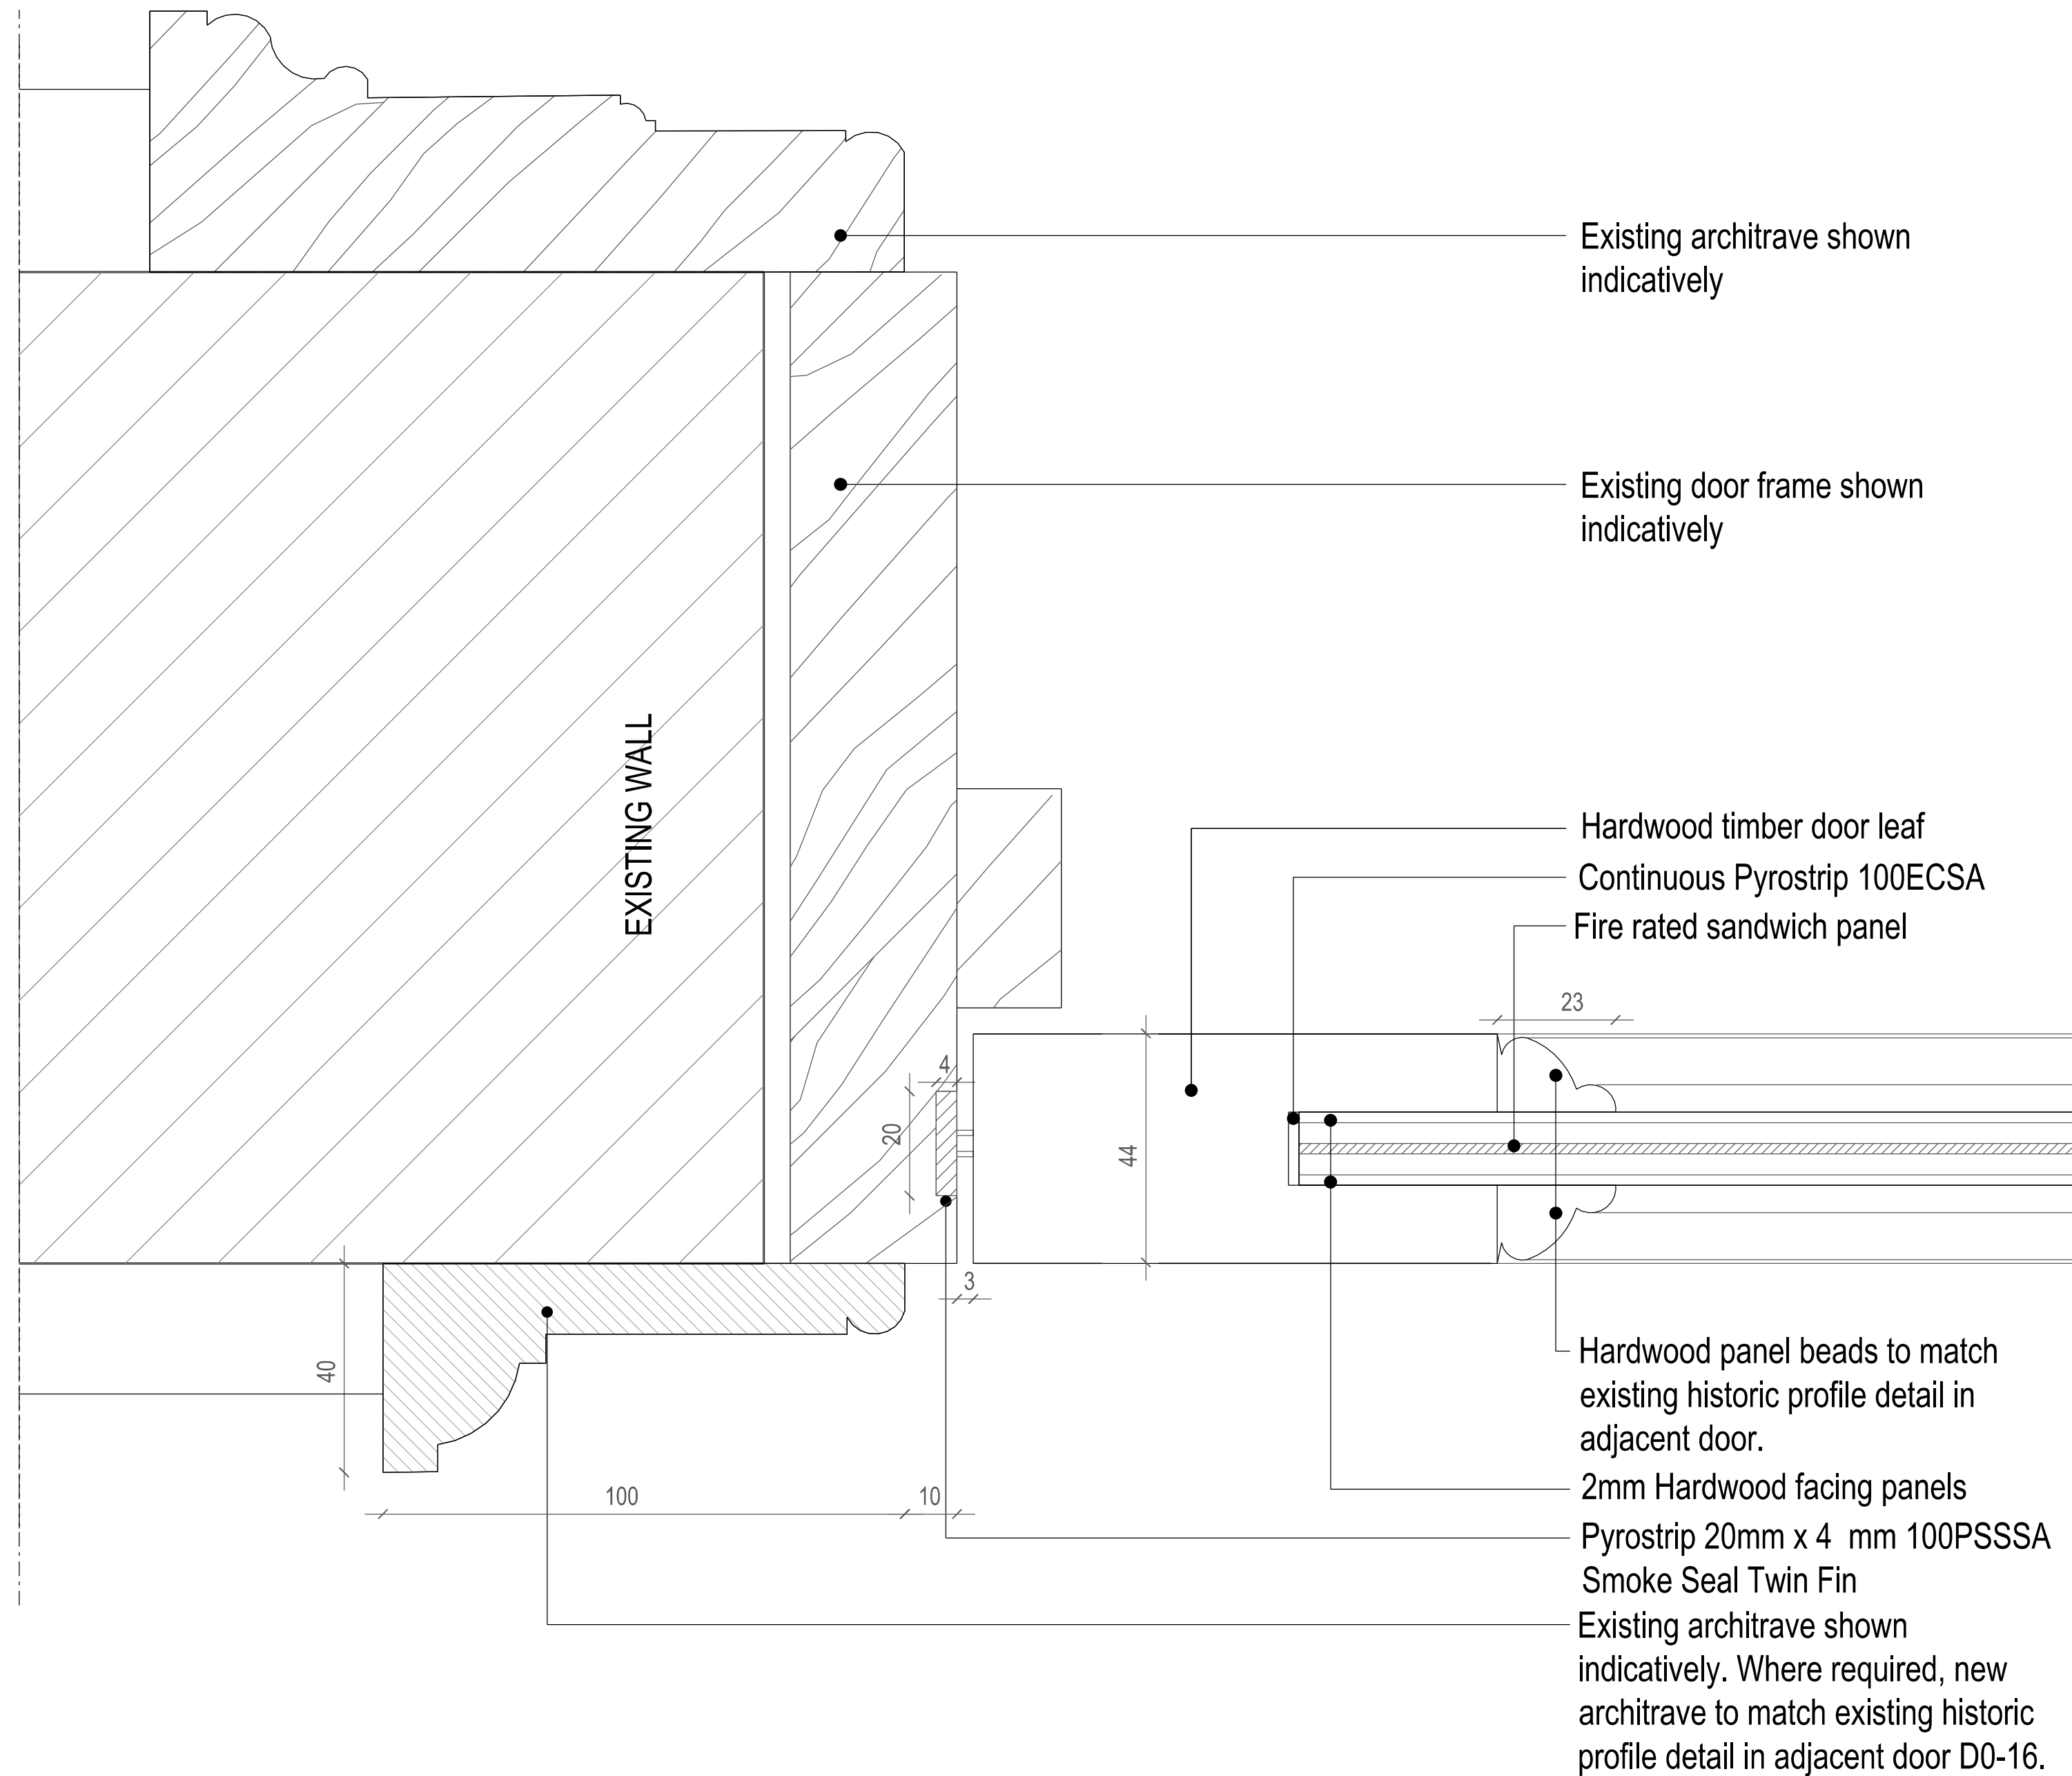 Existing architrave shown
indicatively
Existing door frame shown
indicatively
EXISTING WALL
Hardwood timber door leaf
Continuous Pyrostrip 100ECSA
Fire rated sandwich panel
23
4
20
44
3
40
100
10
Hardwood panel beads to match
existing historic profile detail in
adjacent door.
2mm Hardwood facing panels
Pyrostrip 20mm x 4 mm 100PSSSA
Smoke Seal Twin Fin
Existing architrave shown
indicatively. Where required, new
architrave to match existing historic
profile detail in adjacent door D0-16.